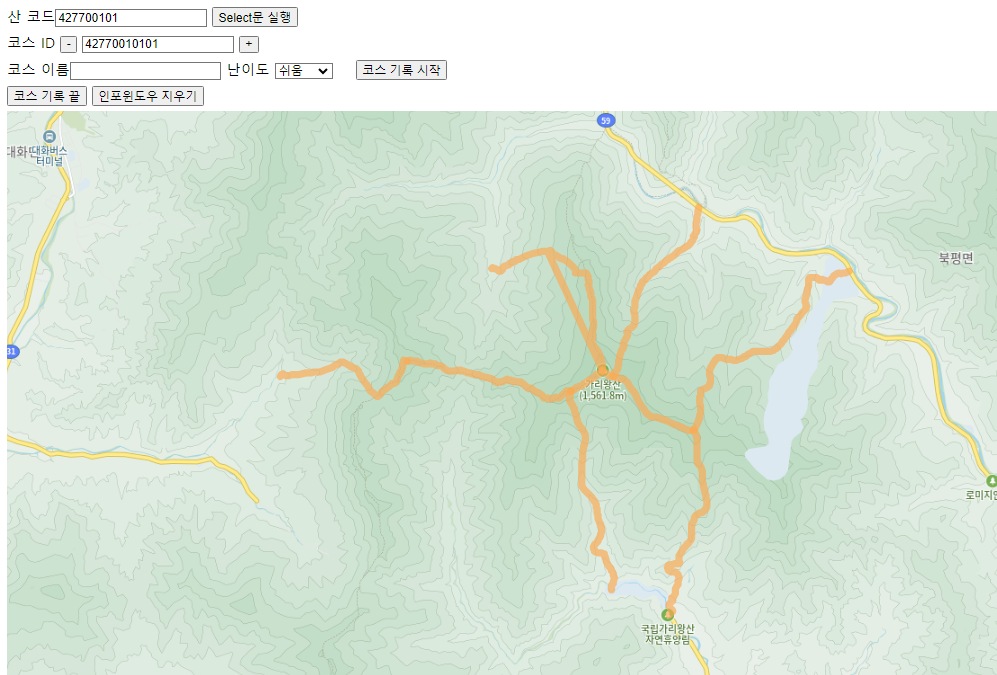 산 코드 427700101 Select문 실행
코스 ID - 42770010101 +
코스 이름 난이도 쉬움 코스 기록 시작
코스 기록 끝 인포윈도우 지우기
59
대화버스
터미널
북평면
31
가리왕산
(1,561.8m)
국립가리왕산
자연휴양림